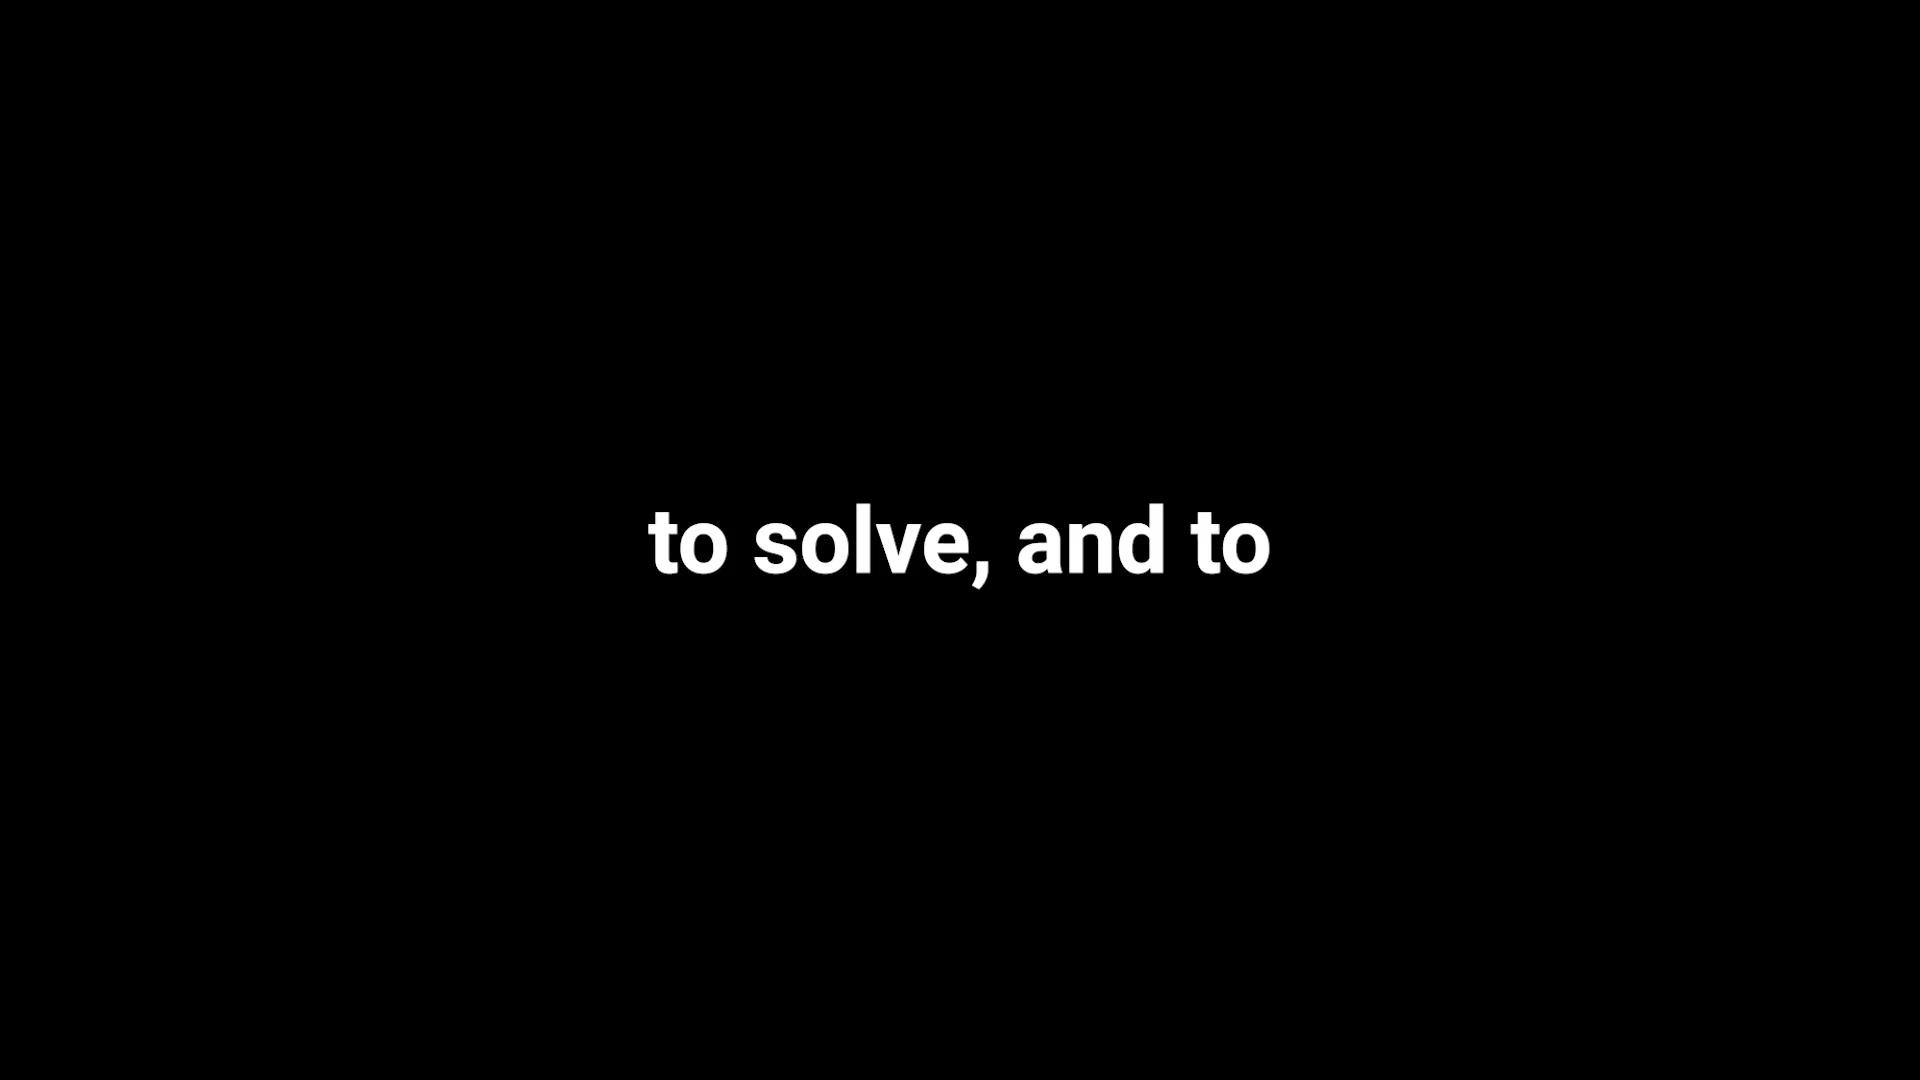 to solve, and to